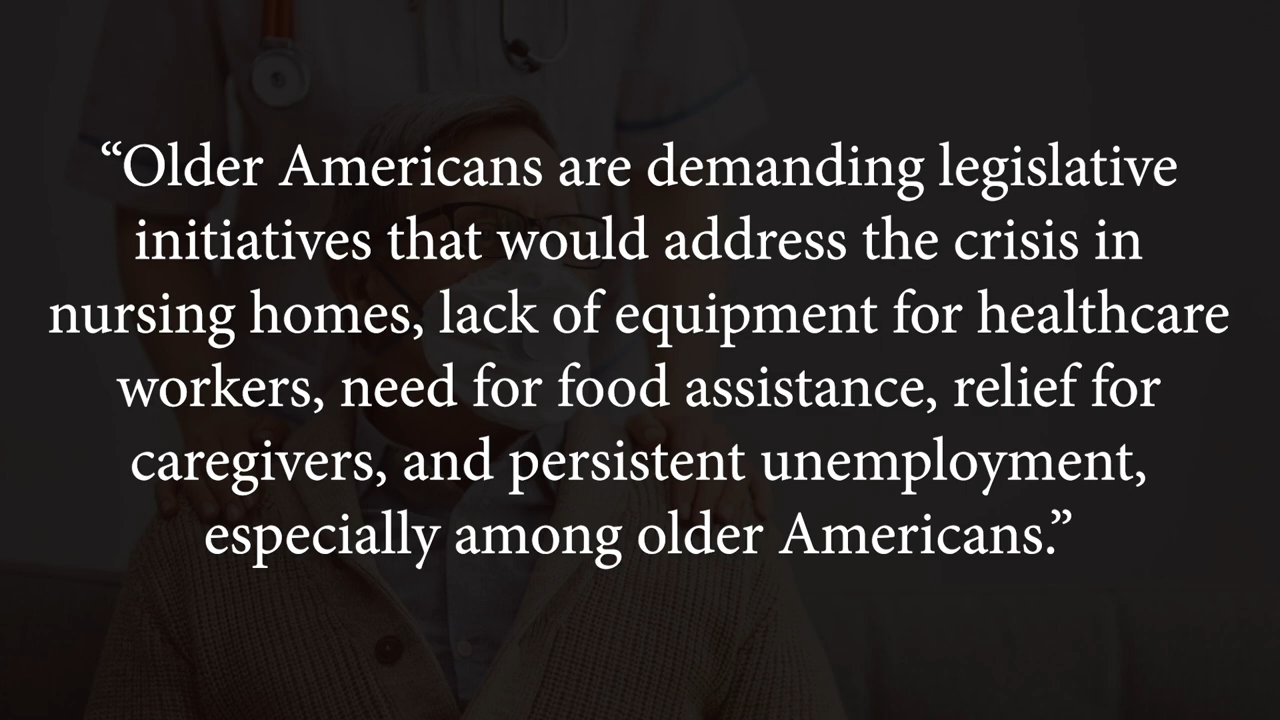 “Older Americans are demanding legislative
initiatives that would address the crisis in
nursing homes, lack of equipment for healthcare
workers, need for food assistance, relief for
caregivers, and persistent unemployment,
especially among older Americans.”